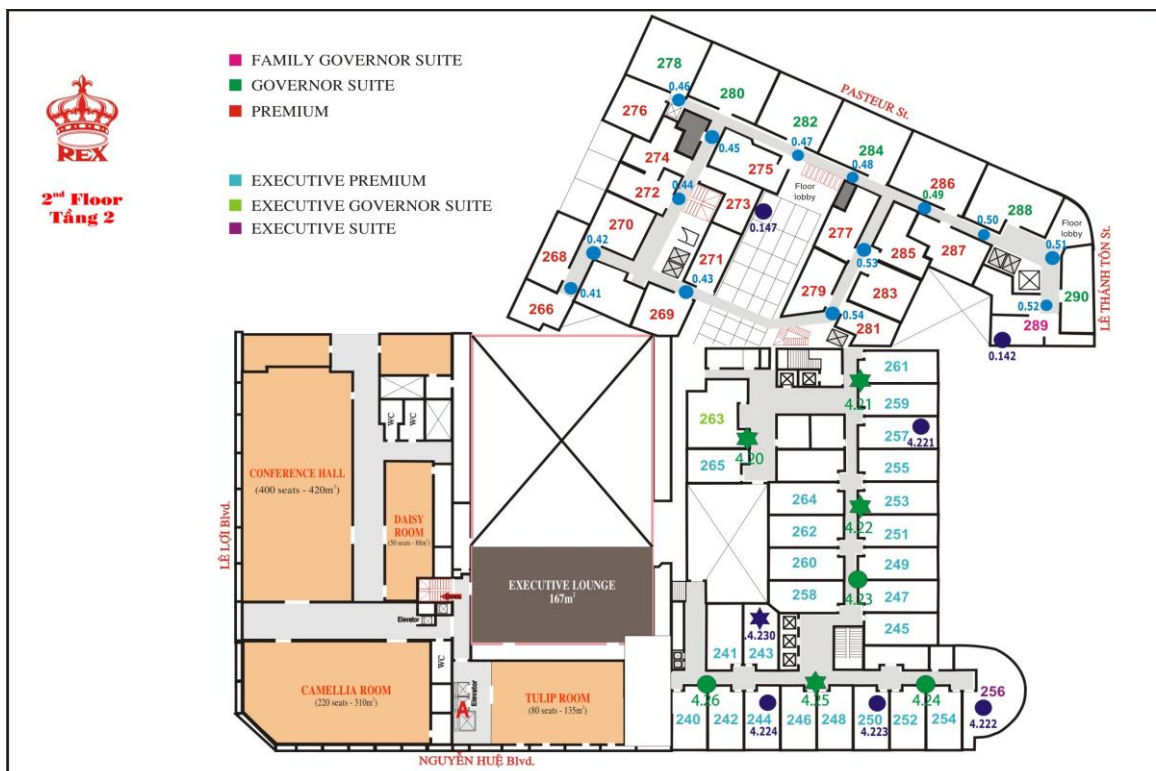 REX
2nd Floor
Tầng 2
FAMILY GOVERNOR SUITE
GOVERNOR SUITE
PREMIUM
EXECUTIVE PREMIUM
EXECUTIVE GOVERNOR SUITE
EXECUTIVE SUITE
PASTEUR St.
LÊ THÁNH TÔN St.
278
0.46
280
276
282
0.45
0.47
284
274
275
0.48
286
272
0.44
Floor
lobby
0.49
288
273
0.147
0.50
Floor
lobby
270
277
285
287
0.51
0.42
268
271
0.53
0.41
0.43
279
283
290
266
269
0.54
0.52
281
289
0.142
261
4.21
259
263
257
4.221
4.20
265
255
264
253
4.22
262
251
260
249
4.23
258
247
245
.4.230
241
243
256
4.26
4.25
4.24
4.222
240
242
244
246
248
250
252
254
4.224
4.223
CONFERENCE HALL
(400 seats - 420m²)
WC
WC
DAISY
ROOM
(50 seats - 88m²)
LÊ LỢI Blvd.
EXECUTIVE LOUNGE
167m²
Elevator
WC
CAMELLIA ROOM
(220 seats - 310m²)
Elevator
A
TULIP ROOM
(80 seats - 135m²)
NGUYỄN HUỆ Blvd.